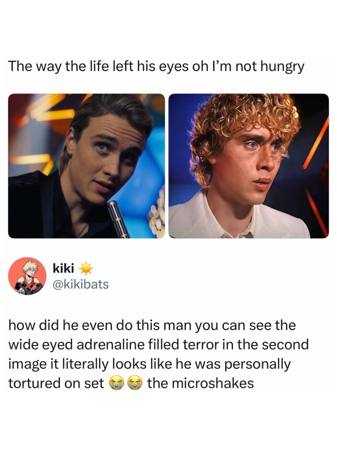 The way the life left his eyes oh I’m not hungry
kiki ☀️
@kikibats
how did he even do this man you can see the
wide eyed adrenaline filled terror in the second
image it literally looks like he was personally
tortured on set 😭😭 the microshakes